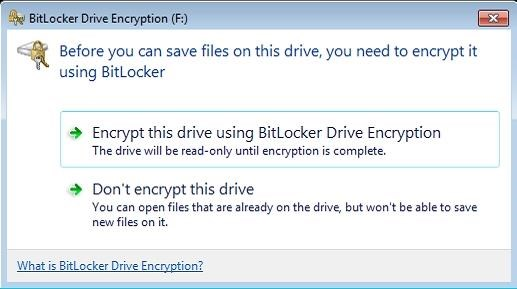 BitLocker Drive Encryption (F:)
Before you can save files on this drive, you need to encrypt it
using BitLocker
Encrypt this drive using BitLocker Drive Encryption
The drive will be read-only until encryption is complete.
Don't encrypt this drive
You can open files that are already on the drive, but won't be able to save
new files on it.
What is BitLocker Drive Encryption?